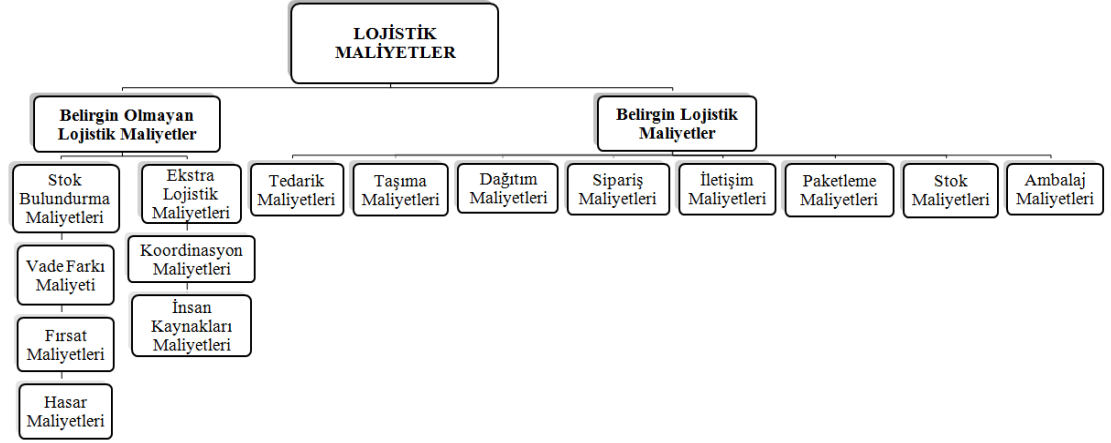 LOJİSTİK
MALİYETLER
Belirgin Olmayan
Lojistik Maliyetler
Belirgin Lojistik
Maliyetler
Stok
Bulundurma
Maliyetleri
Ekstra
Lojistik
Maliyetleri
Tedarik
Maliyetleri
Taşıma
Maliyetleri
Dağıtım
Maliyetleri
Sipariş
Maliyetleri
İletişim
Maliyetleri
Paketleme
Maliyetleri
Stok
Maliyetleri
Ambalaj
Maliyetleri
Vade Farkı
Maliyeti
Koordinasyon
Maliyetleri
Fırsat
Maliyetleri
İnsan
Kaynakları
Maliyetleri
Hasar
Maliyetleri